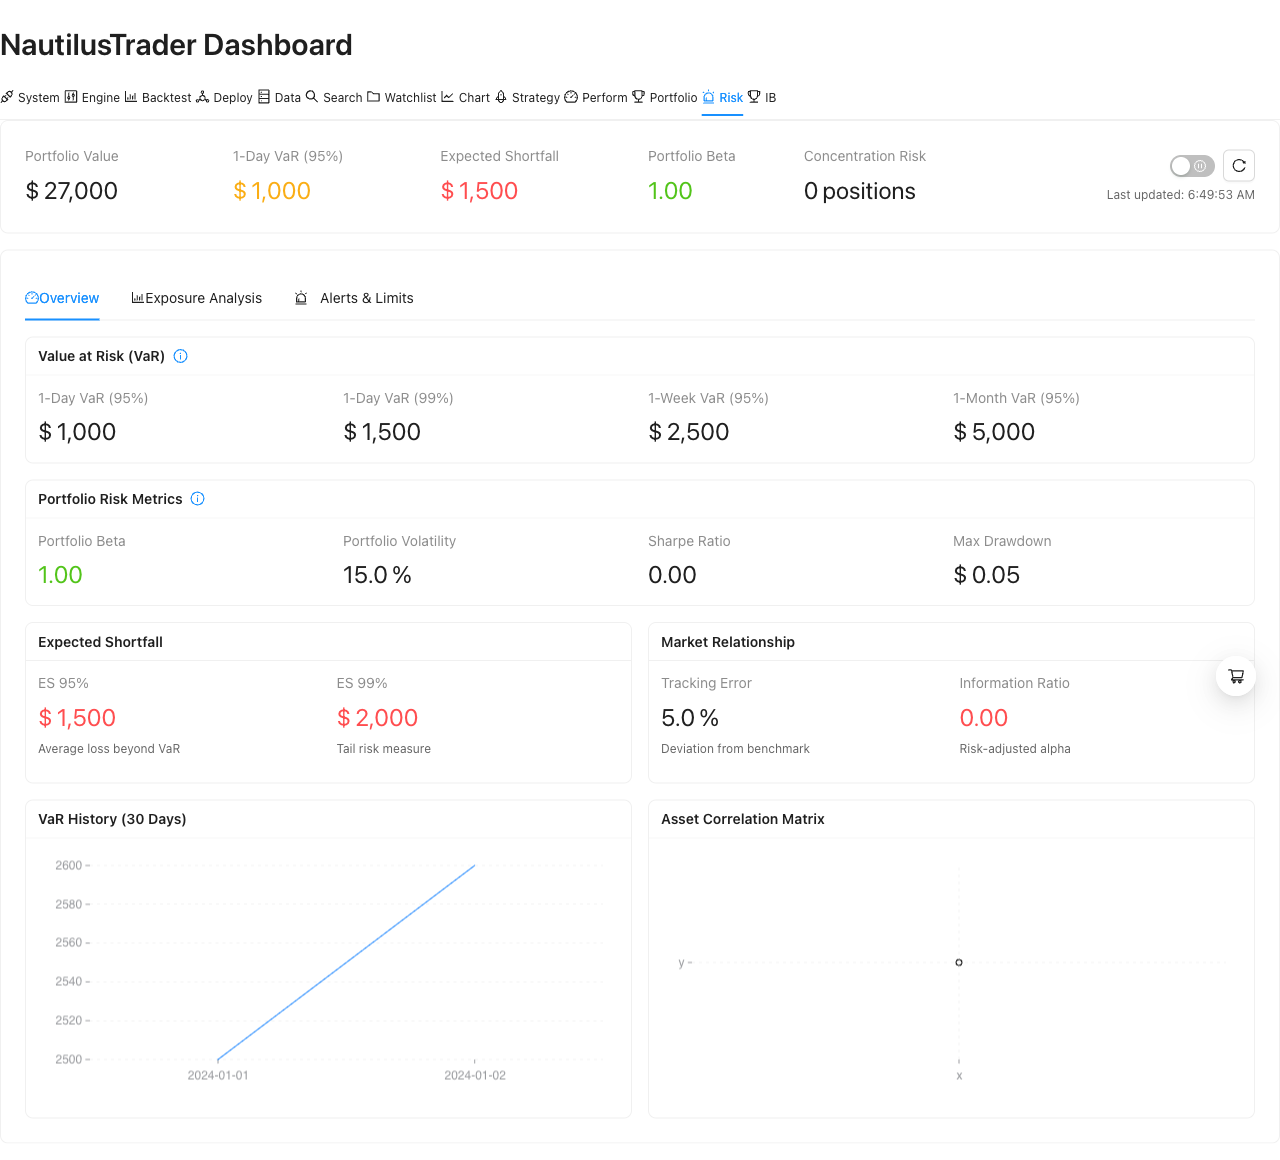 NautilusTrader Dashboard
System Engine Backtest Deploy Data Search Watchlist Chart Strategy Perform Portfolio Risk IB
Portfolio Value 1-Day VaR (95%) Expected Shortfall Portfolio Beta Concentration Risk
$ 27,000 $ 1,000 $ 1,500 1.00 0 positions
Last updated: 6:49:53 AM
Overview Exposure Analysis Alerts & Limits
Value at Risk (VaR)
1-Day VaR (95%) 1-Day VaR (99%) 1-Week VaR (95%) 1-Month VaR (95%)
$ 1,000 $ 1,500 $ 2,500 $ 5,000
Portfolio Risk Metrics
Portfolio Beta Portfolio Volatility Sharpe Ratio Max Drawdown
1.00 15.0 % 0.00 $ 0.05
Expected Shortfall
ES 95% ES 99%
$ 1,500 $ 2,000
Average loss beyond VaR Tail risk measure
Market Relationship
Tracking Error Information Ratio
5.0 % 0.00
Deviation from benchmark Risk-adjusted alpha
VaR History (30 Days)
2600
2580
2560
2540
2520
2500
2024-01-01 2024-01-02
Asset Correlation Matrix
y
x